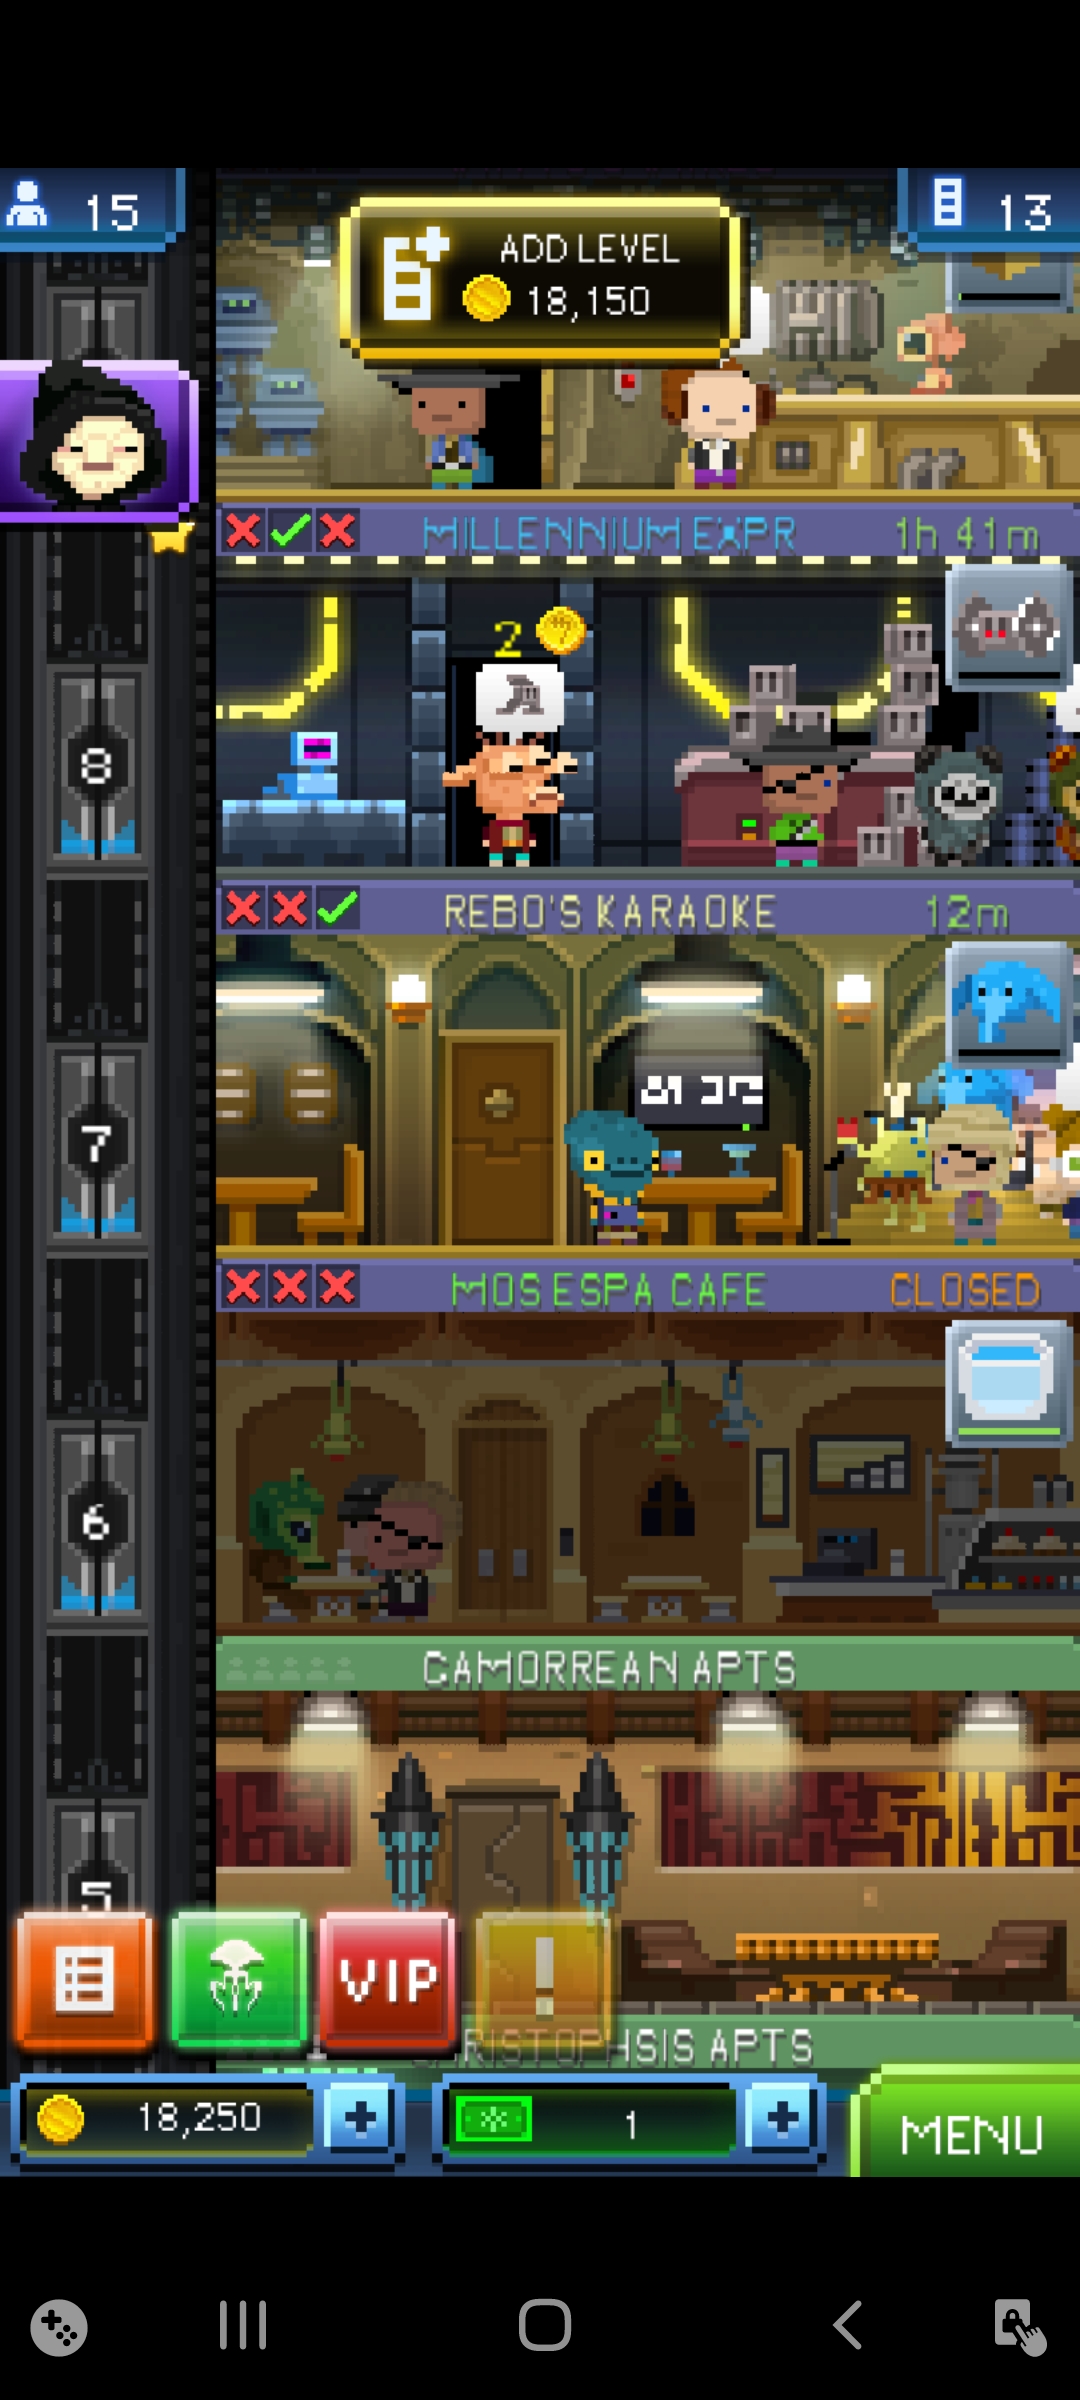 15
13
ADD LEVEL
18,150
MILLENNIUM EXPR 1h 41m
2
8
REBO'S KARAOKE 12m
7
MOS ESPA CAFE CLOSED
6
CAMORREAN APTS
5
VIP
!
RISTOPHSIS APTS
18,250
1
MENU